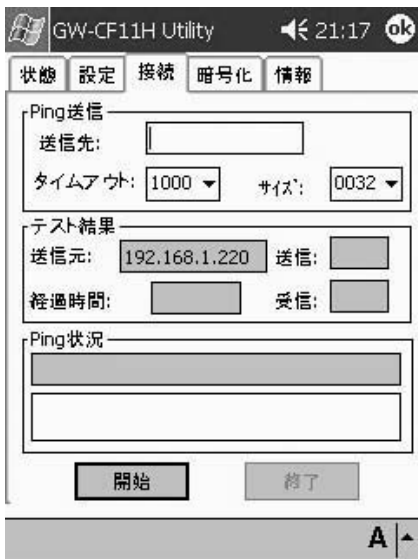 GW-CF11H Utility 21:17 ok
状態 設定 接続 暗号化 情報
Ping送信
送信先:
タイムアウト: 1000 サイズ: 0032
テスト結果
送信元: 192.168.1.220 送信:
経過時間: 受信:
Ping状況
開始 終了
A